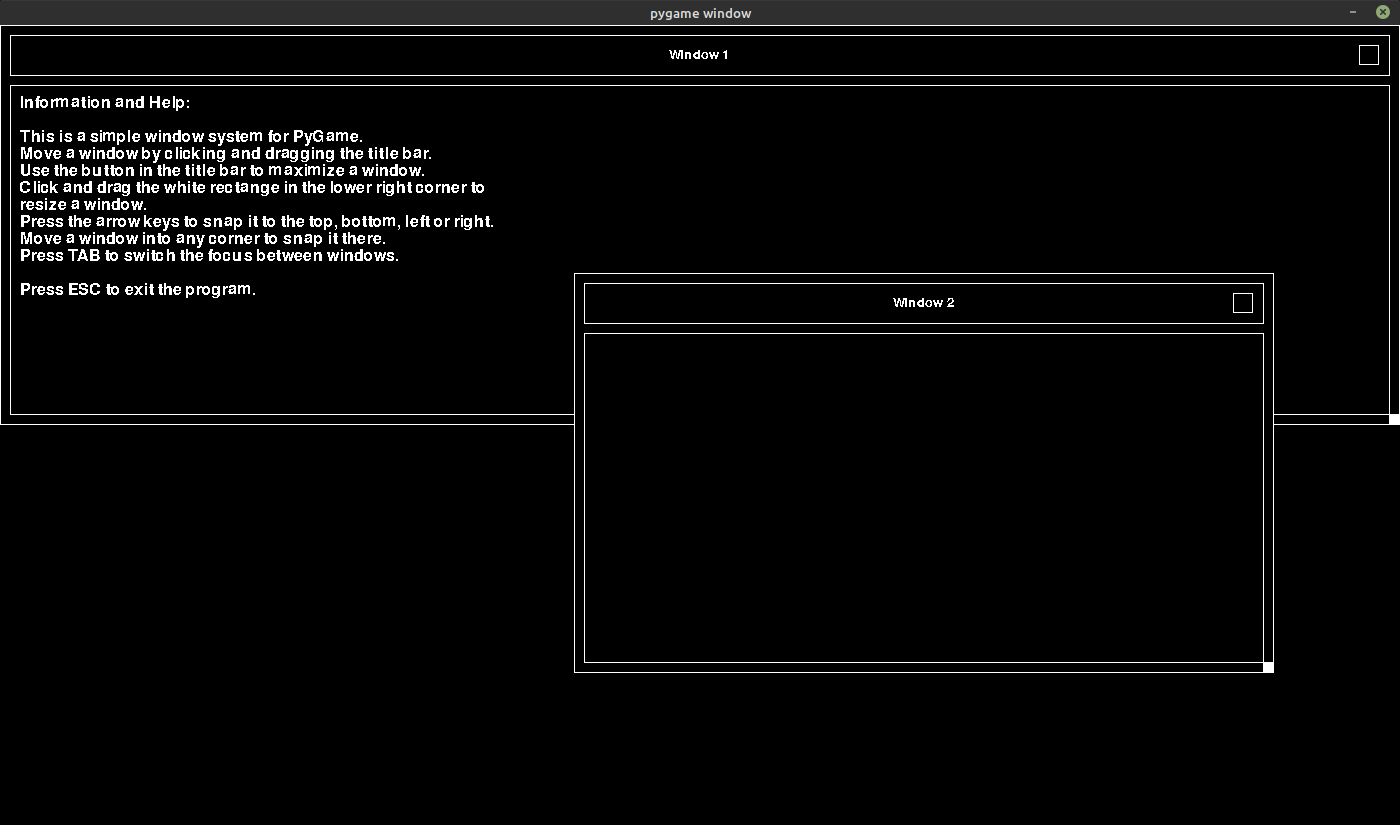 pygame window
Window 1
Information and Help:
This is a simple window system for PyGame.
Move a window by clicking and dragging the title bar.
Use the button in the title bar to maximize a window.
Click and drag the white rectange in the lower right corner to
resize a window.
Press the arrow keys to snap it to the top, bottom, left or right.
Move a window into any corner to snap it there.
Press TAB to switch the focus between windows.
Press ESC to exit the program.
Window 2